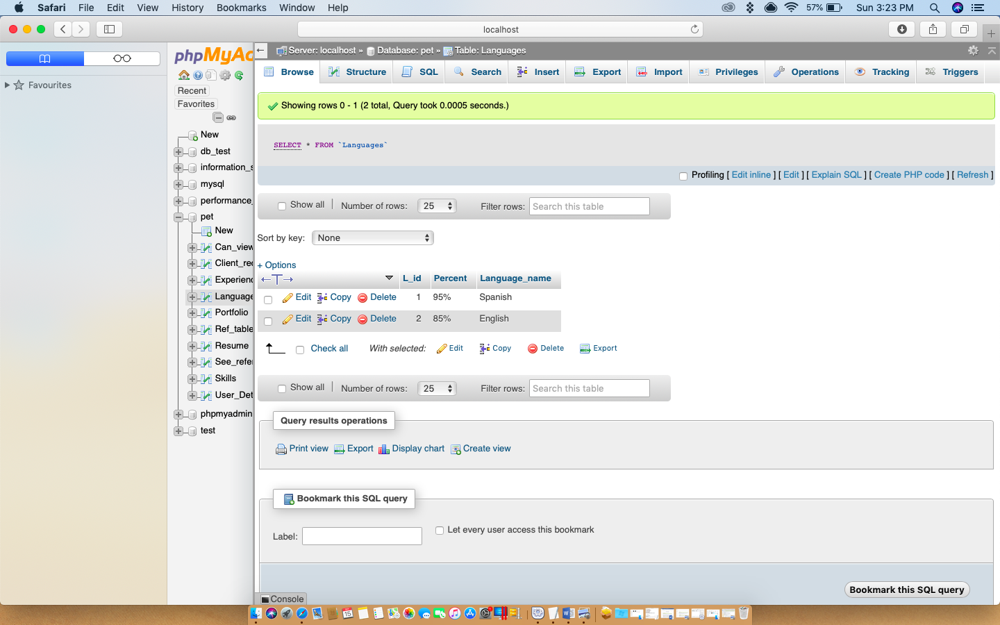 Safari File Edit View History Bookmarks Window Help 57% Sun 3:23 PM
localhost
Favourites
phpMyAd
Recent
Favorites
New
db_test
information_s
mysql
performance_
pet
New
Can_view
Client_rec
Experienc
Language
Portfolio
Ref_table
Resume
See_refer
Skills
User_Det
phpmyadmin
test
Server: localhost » Database: pet » Table: Languages
Browse Structure SQL Search Insert Export Import Privileges Operations Tracking Triggers
Showing rows 0 - 1 (2 total, Query took 0.0005 seconds.)
SELECT * FROM `Languages`
Profiling [ Edit inline ] [ Edit ] [ Explain SQL ] [ Create PHP code ] [ Refresh ]
Show all | Number of rows: 25 Filter rows: Search this table
Sort by key: None
+ Options
←T→ L_id Percent Language_name
Edit Copy Delete 1 95% Spanish
Edit Copy Delete 2 85% English
Check all With selected: Edit Copy Delete Export
Show all | Number of rows: 25 Filter rows: Search this table
Query results operations
Print view Export Display chart Create view
Bookmark this SQL query
Label: Let every user access this bookmark
Bookmark this SQL query
Console
15